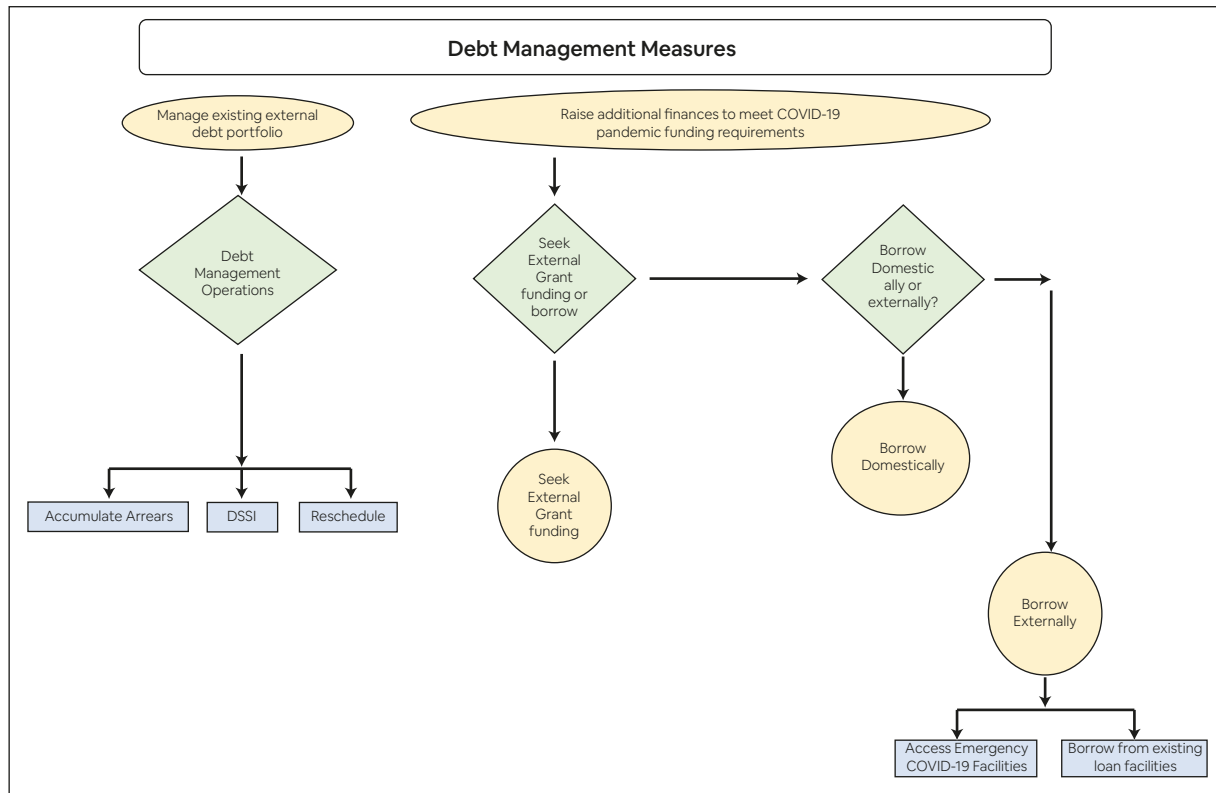 Debt Management Measures
Manage existing external
debt portfolio
Raise additional finances to meet COVID-19
pandemic funding requirements
Debt
Management
Operations
Seek
External
Grant
funding or
borrow
Borrow
Domestic
ally or
externally?
Accumulate Arrears
DSSI
Reschedule
Seek
External
Grant
funding
Borrow
Domestically
Borrow
Externally
Access Emergency
COVID-19 Facilities
Borrow from existing
loan facilities